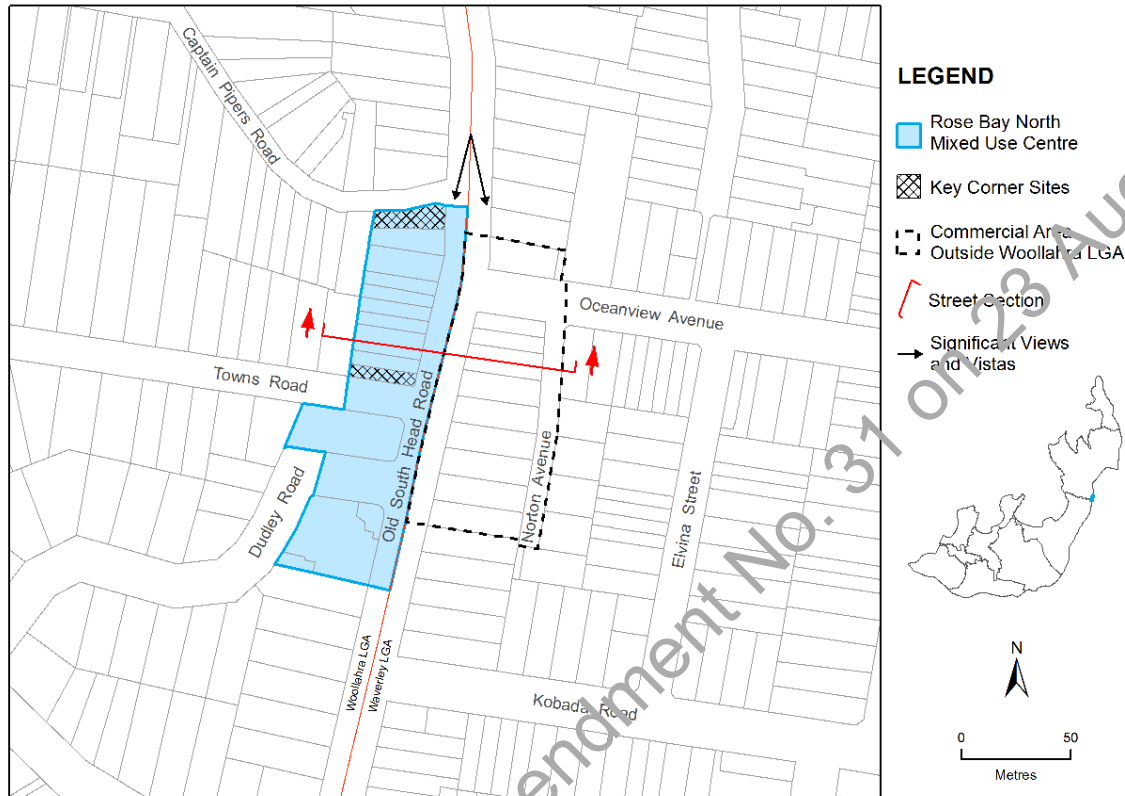 Captain Pipers Road
Towns Road
Dudley Road
Old South Head Road
Oceanview Avenue
Norton Avenue
Elvina Street
Kobada Road
Woollahra LGA
Waverley LGA
LEGEND
Rose Bay North
Mixed Use Centre
Key Corner Sites
Commercial Area
Outside Woollahra LGA
Street Section
Significant Views
and Vistas
N
0 50
Metres
endment No. 31 on 23 Au